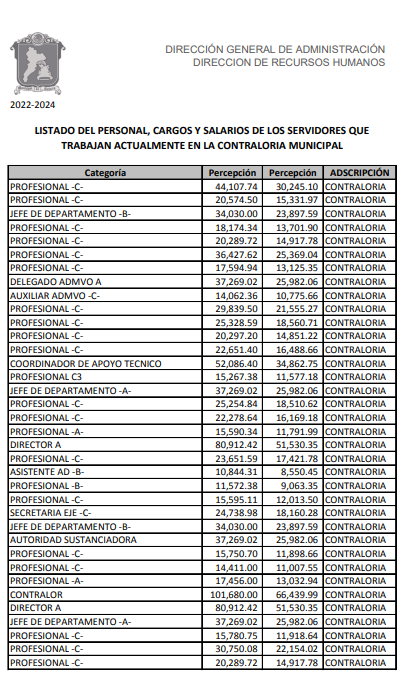 DIRECCIÓN GENERAL DE ADMINISTRACIÓN
DIRECCION DE RECURSOS HUMANOS
2022-2024
LISTADO DEL PERSONAL, CARGOS Y SALARIOS DE LOS SERVIDORES QUE
TRABAJAN ACTUALMENTE EN LA CONTRALORIA MUNICIPAL
Categoría Percepción Percepción ADSCRIPCIÓN
PROFESIONAL -C- 44,107.74 30,245.10 CONTRALORIA
PROFESIONAL -C- 20,574.50 15,331.97 CONTRALORIA
JEFE DE DEPARTAMENTO -B- 34,030.00 23,897.59 CONTRALORIA
PROFESIONAL -C- 18,174.34 13,701.90 CONTRALORIA
PROFESIONAL -C- 20,289.72 14,917.78 CONTRALORIA
PROFESIONAL -C- 36,427.62 25,369.04 CONTRALORIA
PROFESIONAL -C- 17,594.94 13,125.35 CONTRALORIA
DELEGADO ADMVO A 37,269.02 25,982.06 CONTRALORIA
AUXILIAR ADMVO -C- 14,062.36 10,775.66 CONTRALORIA
PROFESIONAL -C- 29,839.50 21,555.27 CONTRALORIA
PROFESIONAL -C- 25,328.59 18,560.71 CONTRALORIA
PROFESIONAL -C- 20,297.20 14,851.22 CONTRALORIA
PROFESIONAL -C- 22,651.40 16,488.66 CONTRALORIA
COORDINADOR DE APOYO TECNICO 52,086.40 34,862.75 CONTRALORIA
PROFESIONAL C3 15,267.38 11,577.18 CONTRALORIA
JEFE DE DEPARTAMENTO -A- 37,269.02 25,982.06 CONTRALORIA
PROFESIONAL -C- 25,254.84 18,510.62 CONTRALORIA
PROFESIONAL -C- 22,278.64 16,169.18 CONTRALORIA
PROFESIONAL -A- 15,590.34 11,791.99 CONTRALORIA
DIRECTOR A 80,912.42 51,530.35 CONTRALORIA
PROFESIONAL -C- 23,651.59 17,421.78 CONTRALORIA
ASISTENTE AD -B- 10,844.31 8,550.45 CONTRALORIA
PROFESIONAL -B- 11,572.38 9,063.35 CONTRALORIA
PROFESIONAL -C- 15,595.11 12,013.50 CONTRALORIA
SECRETARIA EJE -C- 24,738.98 18,160.28 CONTRALORIA
JEFE DE DEPARTAMENTO -B- 34,030.00 23,897.59 CONTRALORIA
AUTORIDAD SUSTANCIADORA 37,269.02 25,982.06 CONTRALORIA
PROFESIONAL -C- 15,750.70 11,898.66 CONTRALORIA
PROFESIONAL -C- 14,411.00 11,007.55 CONTRALORIA
PROFESIONAL -A- 17,456.00 13,032.94 CONTRALORIA
CONTRALOR 101,680.00 66,439.99 CONTRALORIA
DIRECTOR A 80,912.42 51,530.35 CONTRALORIA
JEFE DE DEPARTAMENTO -A- 37,269.02 25,982.06 CONTRALORIA
PROFESIONAL -C- 15,780.75 11,918.64 CONTRALORIA
PROFESIONAL -C- 30,750.08 22,154.02 CONTRALORIA
PROFESIONAL -C- 20,289.72 14,917.78 CONTRALORIA